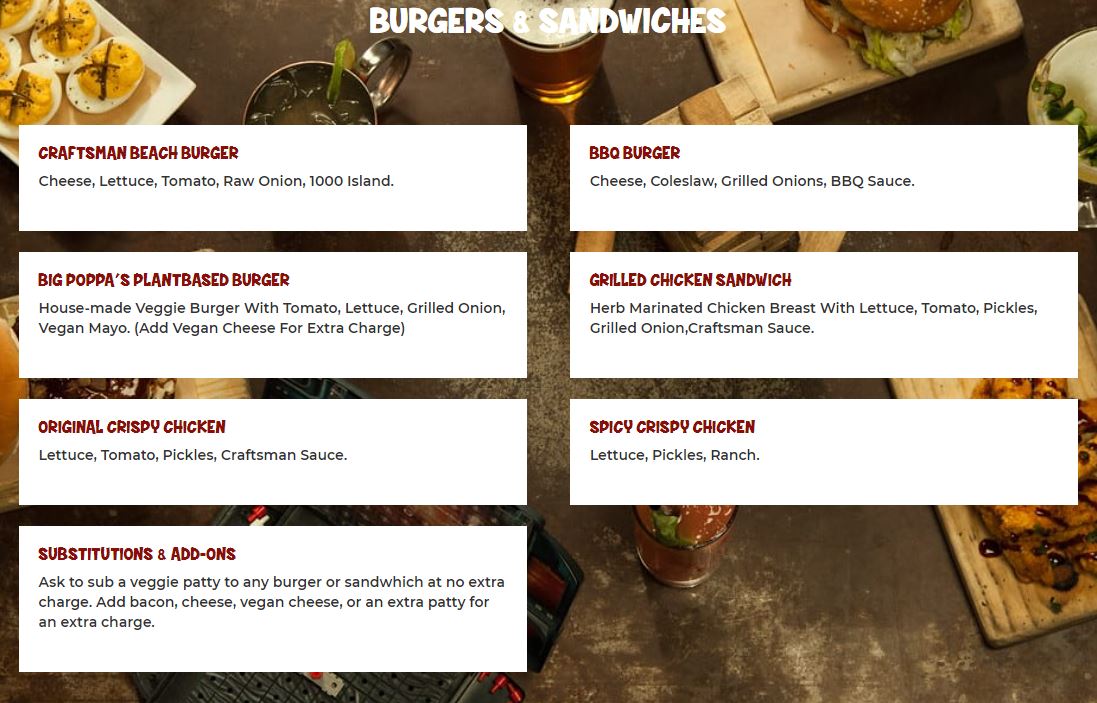 BURGERS & SANDWICHES
CRAFTSMAN BEACH BURGER
Cheese, Lettuce, Tomato, Raw Onion, 1000 Island.
BBQ BURGER
Cheese, Coleslaw, Grilled Onions, BBQ Sauce.
BIG POPPA'S PLANTBASED BURGER
House-made Veggie Burger With Tomato, Lettuce, Grilled Onion,
Vegan Mayo. (Add Vegan Cheese For Extra Charge)
GRILLED CHICKEN SANDWICH
Herb Marinated Chicken Breast With Lettuce, Tomato, Pickles,
Grilled Onion,Craftsman Sauce.
ORIGINAL CRISPY CHICKEN
Lettuce, Tomato, Pickles, Craftsman Sauce.
SPICY CRISPY CHICKEN
Lettuce, Pickles, Ranch.
SUBSTITUTIONS & ADD-ONS
Ask to sub a veggie patty to any burger or sandwhich at no extra
charge. Add bacon, cheese, vegan cheese, or an extra patty for
an extra charge.